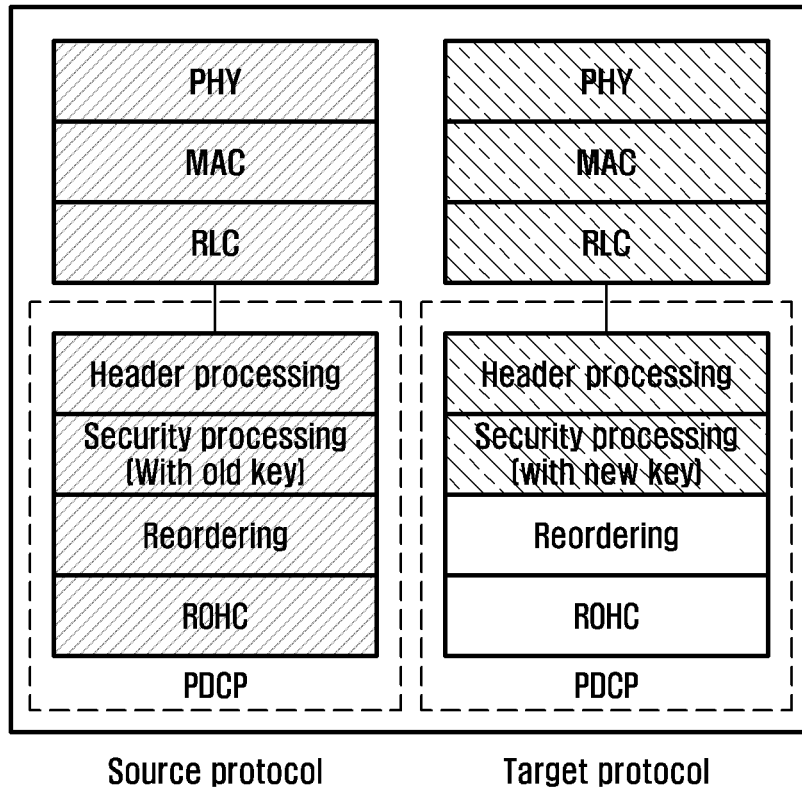 PHY
MAC
RLC
Header processing
Security processing
(With old key)
Reordering
ROHC
PDCP
Source protocol
PHY
MAC
RLC
Header processing
Security processing
(with new key)
Reordering
ROHC
PDCP
Target protocol